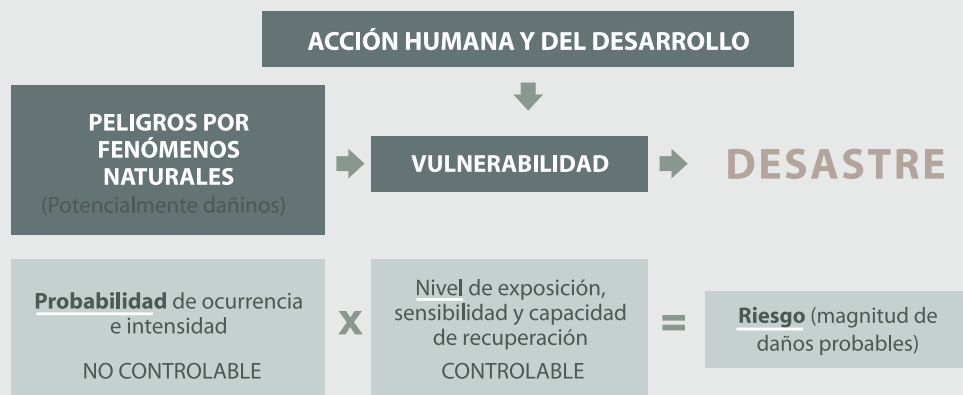 ACCIÓN HUMANA Y DEL DESARROLLO
PELIGROS POR
FENÓMENOS
NATURALES
(Potencialmente dañinos)
VULNERABILIDAD
DESASTRE
Probabilidad de ocurrencia
e intensidad
NO CONTROLABLE
X
Nivel de exposición,
sensibilidad y capacidad
de recuperación
CONTROLABLE
=
Riesgo (magnitud de
daños probables)